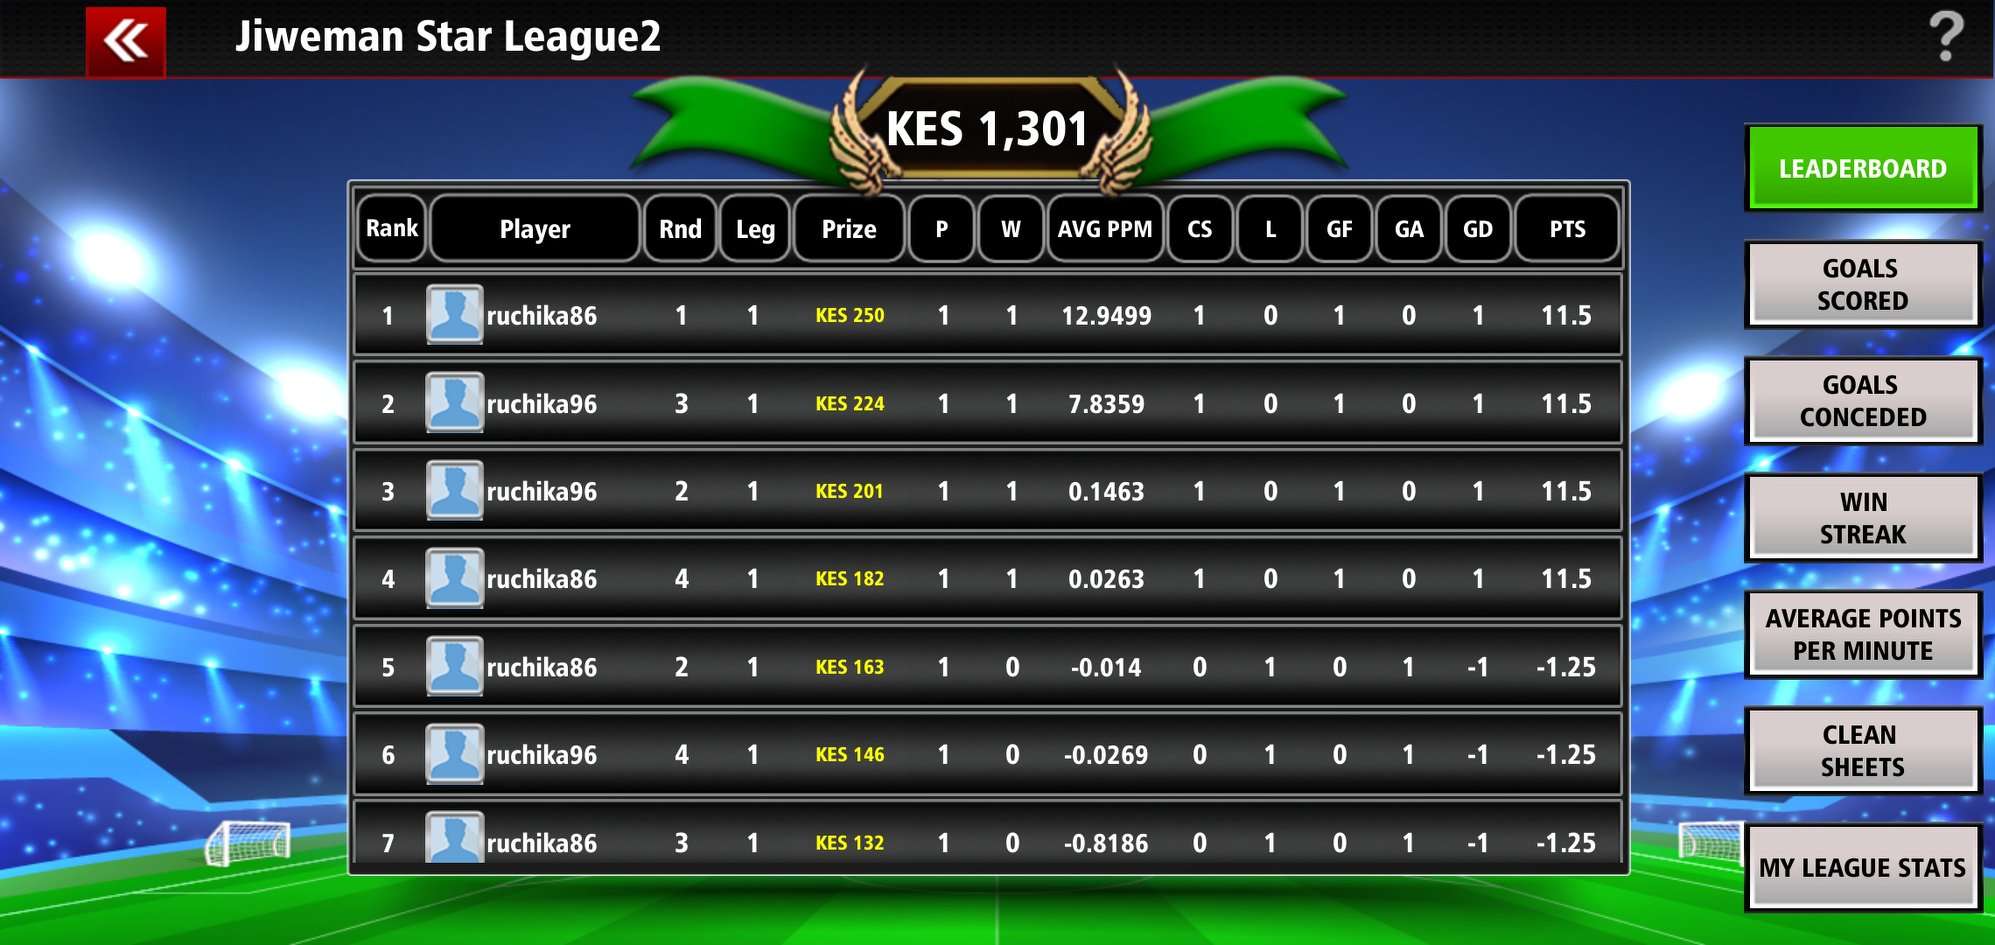 Jiweman Star League2
?
KES 1,301
Rank Player Rnd Leg Prize P W AVG PPM CS L GF GA GD PTS
1 ruchika86 1 1 KES 250 1 1 12.9499 1 0 1 0 1 11.5
2 ruchika96 3 1 KES 224 1 1 7.8359 1 0 1 0 1 11.5
3 ruchika96 2 1 KES 201 1 1 0.1463 1 0 1 0 1 11.5
4 ruchika86 4 1 KES 182 1 1 0.0263 1 0 1 0 1 11.5
5 ruchika86 2 1 KES 163 1 0 -0.014 0 1 0 1 -1 -1.25
6 ruchika96 4 1 KES 146 1 0 -0.0269 0 1 0 1 -1 -1.25
7 ruchika86 3 1 KES 132 1 0 -0.8186 0 1 0 1 -1 -1.25
LEADERBOARD
GOALS
SCORED
GOALS
CONCEDED
WIN
STREAK
AVERAGE POINTS
PER MINUTE
CLEAN
SHEETS
MY LEAGUE STATS